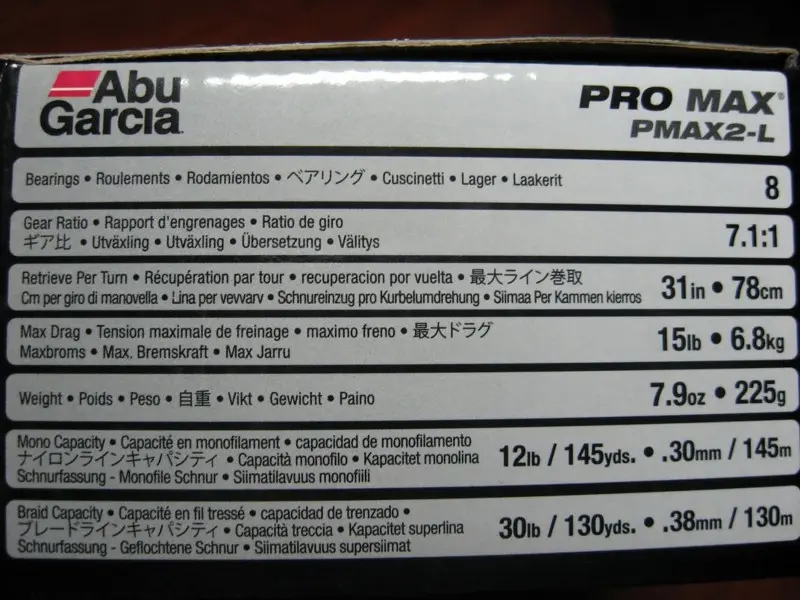 Abu
Garcia
PRO MAX®
PMAX2-L
Bearings • Roulements • Rodamientos • ベアリング • Cuscinetti • Lager • Laakerit
8
Gear Ratio • Rapport d'engrenages • Ratio de giro
ギア比 • Utväxling • Utväxling • Übersetzung • Välitys
7.1:1
Retrieve Per Turn • Récupération par tour • recuperacion por vuelta • 最大ライン巻取
Cm per giro di manovella • Lina per vevvarv • Schnureinzug pro Kurbelumdrehung • Siimaa Per Kammen kierros
31in • 78cm
Max Drag • Tension maximale de freinage • maximo freno • 最大ドラグ
Maxbroms • Max. Bremskraft • Max Jarru
15lb • 6.8kg
Weight • Poids • Peso • 自重 • Vikt • Gewicht • Paino
7.9oz • 225g
Mono Capacity • Capacité en monofilament • capacidad de monofilamento
ナイロンラインキャパシティ • Capacità monofilo • Kapacitet monolina
Schnurfassung - Monofile Schnur • Siimatilavuus monofiili
12lb / 145yds. • .30mm / 145m
Braid Capacity • Capacité en fil tressé • capacidad de trenzado •
ブレードラインキャパシティ • Capacità treccia • Kapacitet superlina
Schnurfassung - Geflochtene Schnur • Siimatilavuus supersiimat
30lb / 130yds. • .38mm / 130m